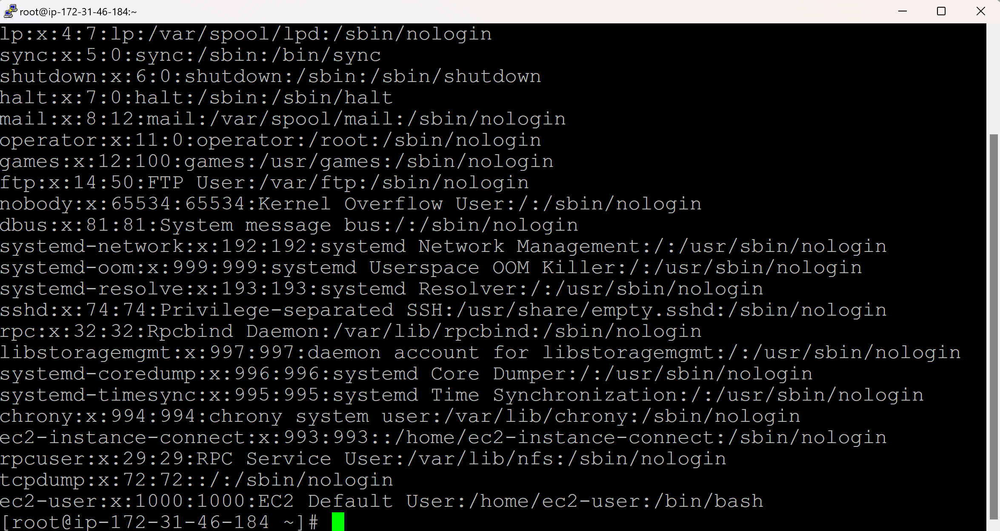 root@ip-172-31-46-184:~
lp:x:4:7:lp:/var/spool/lpd:/sbin/nologin
sync:x:5:0:sync:/sbin:/bin/sync
shutdown:x:6:0:shutdown:/sbin:/sbin/shutdown
halt:x:7:0:halt:/sbin:/sbin/halt
mail:x:8:12:mail:/var/spool/mail:/sbin/nologin
operator:x:11:0:operator:/root:/sbin/nologin
games:x:12:100:games:/usr/games:/sbin/nologin
ftp:x:14:50:FTP User:/var/ftp:/sbin/nologin
nobody:x:65534:65534:Kernel Overflow User:/:/sbin/nologin
dbus:x:81:81:System message bus:/:/sbin/nologin
systemd-network:x:192:192:systemd Network Management:/:/usr/sbin/nologin
systemd-oom:x:999:999:systemd Userspace OOM Killer:/:/usr/sbin/nologin
systemd-resolve:x:193:193:systemd Resolver:/:/usr/sbin/nologin
sshd:x:74:74:Privilege-separated SSH:/usr/share/empty.sshd:/sbin/nologin
rpc:x:32:32:Rpcbind Daemon:/var/lib/rpcbind:/sbin/nologin
libstoragemgmt:x:997:997:daemon account for libstoragemgmt:/:/usr/sbin/nologin
systemd-coredump:x:996:996:systemd Core Dumper:/:/usr/sbin/nologin
systemd-timesync:x:995:995:systemd Time Synchronization:/:/usr/sbin/nologin
chrony:x:994:994:chrony system user:/var/lib/chrony:/sbin/nologin
ec2-instance-connect:x:993:993::/home/ec2-instance-connect:/sbin/nologin
rpcuser:x:29:29:RPC Service User:/var/lib/nfs:/sbin/nologin
tcpdump:x:72:72::/:/sbin/nologin
ec2-user:x:1000:1000:EC2 Default User:/home/ec2-user:/bin/bash
[root@ip-172-31-46-184 ~]#